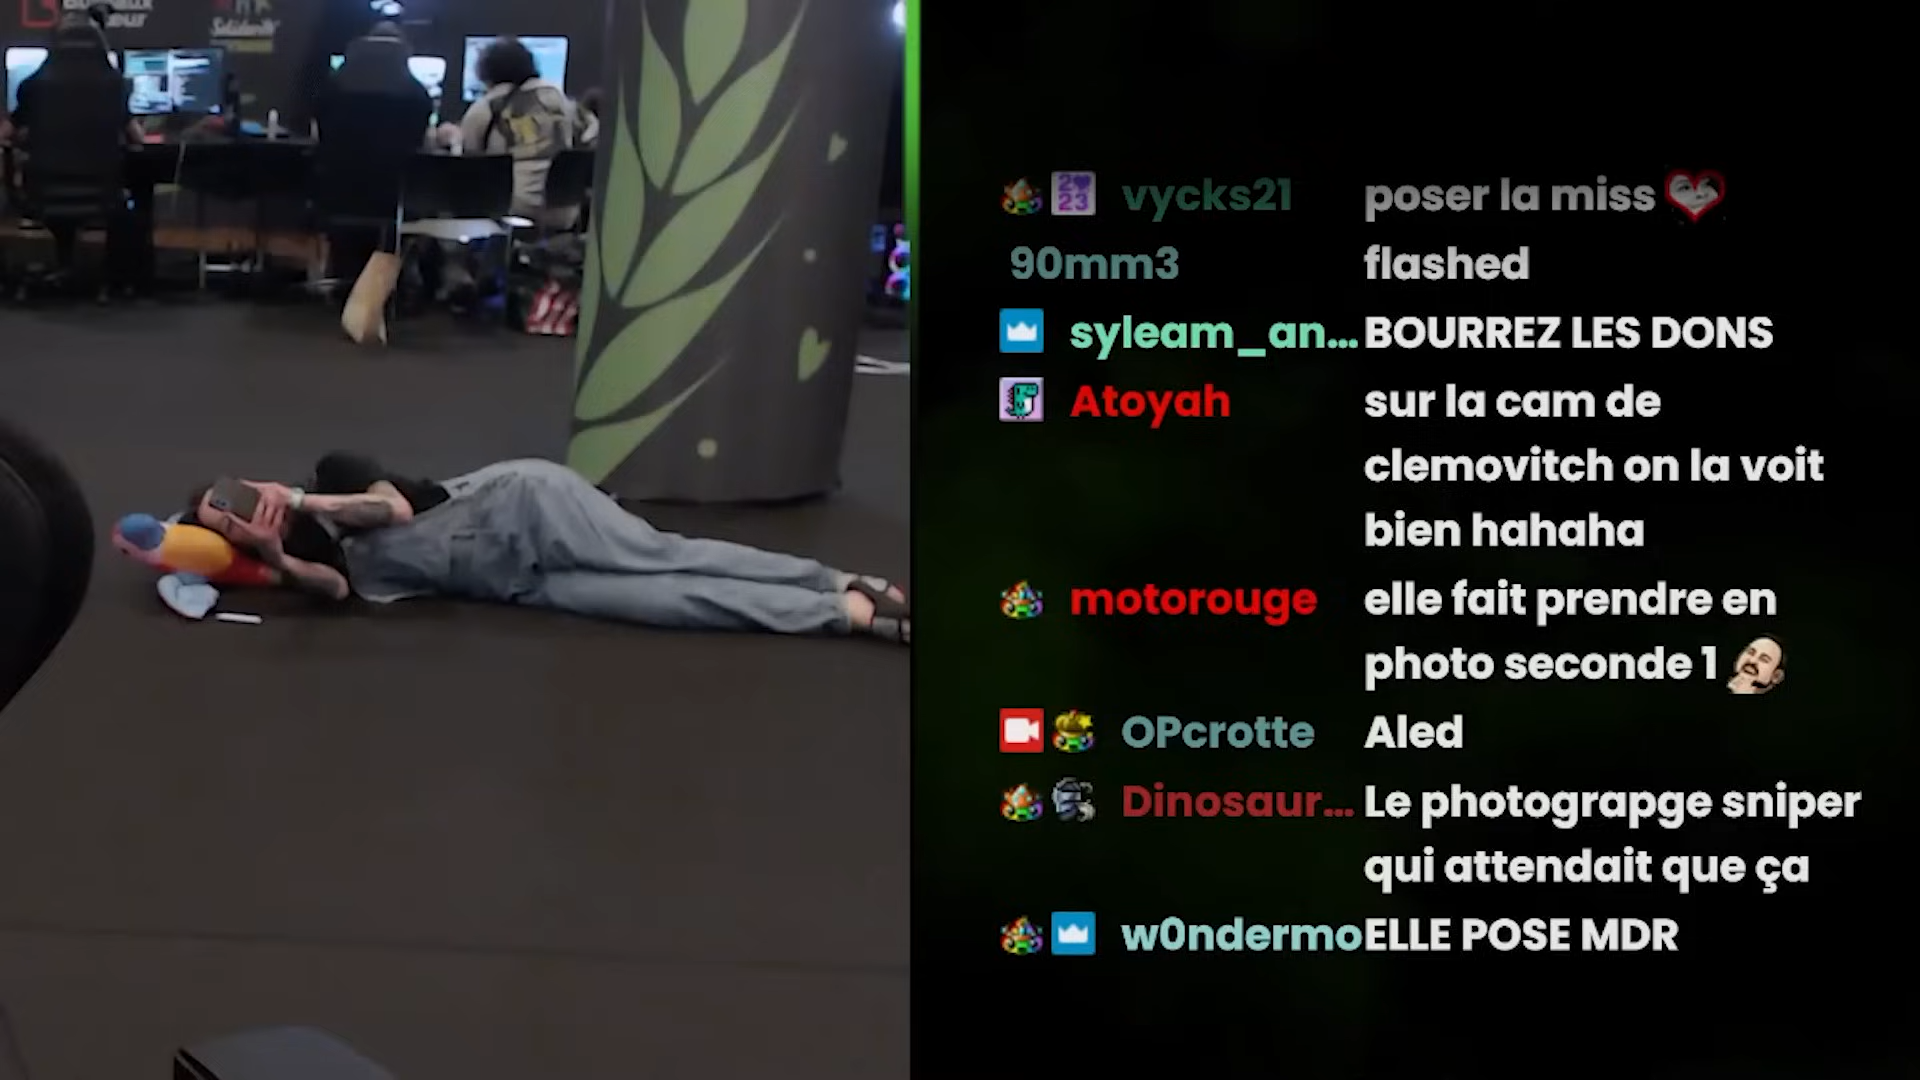 Solidarité
vycks21 poser la miss
90mm3 flashed
syleam_an... BOURREZ LES DONS
Atoyah sur la cam de
clemovitch on la voit
bien hahaha
motorouge elle fait prendre en
photo seconde 1
OPcrotte Aled
Dinosaur... Le photograpge sniper
qui attendait que ça
w0ndermo ELLE POSE MDR